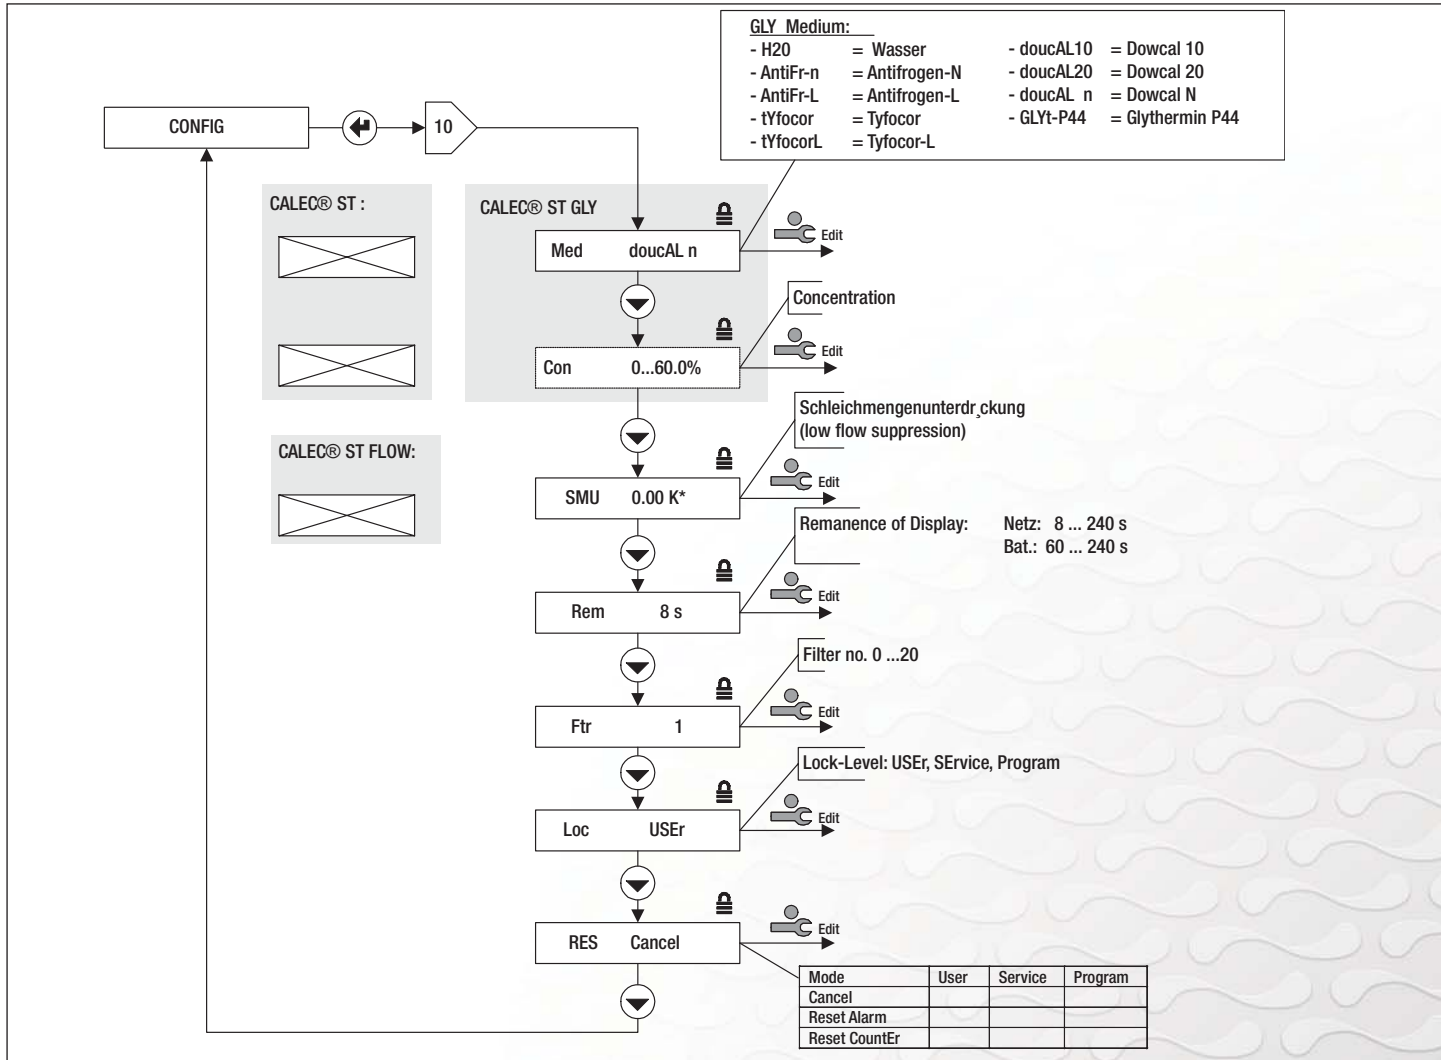 GLY Medium:
- H20 = Wasser
- AntiFr-n = Antifrogen-N
- AntiFr-L = Antifrogen-L
- tYfocor = Tyfocor
- tYfocorL = Tyfocor-L
- doucAL10 = Dowcal 10
- doucAL20 = Dowcal 20
- doucAL n = Dowcal N
- GLYt-P44 = Glythermin P44
CONFIG
10
CALEC® ST :
CALEC® ST GLY
Med doucAL n
Edit
Concentration
Con 0...60.0%
Edit
Schleichmengenunterdr¸ckung
(low flow suppression)
CALEC® ST FLOW:
SMU 0.00 K*
Edit
Remanence of Display: Netz: 8 ... 240 s
Bat.: 60 ... 240 s
Rem 8 s
Edit
Filter no. 0 ...20
Ftr 1
Edit
Lock-Level: USEr, SErvice, Program
Loc USEr
Edit
RES Cancel
Edit
Mode User Service Program
Cancel
Reset Alarm
Reset CountEr